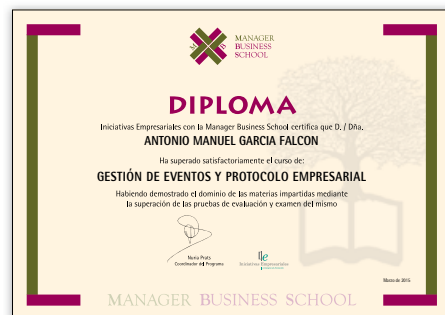 M B
MANAGER
BUSINESS
SCHOOL
DIPLOMA
Iniciativas Empresariales con la Manager Business School certifica que D. / Dña.
ANTONIO MANUEL GARCIA FALCON
Ha superado satisfactoriamente el curso de:
GESTIÓN DE EVENTOS Y PROTOCOLO EMPRESARIAL
Habiendo demostrado el dominio de las materias impartidas mediante
la superación de las pruebas de evaluación y examen del mismo
Nuria Prats
Coordinador del Programa
Iniciativas Empresariales
Marzo de 2015
MANAGER BUSINESS SCHOOL